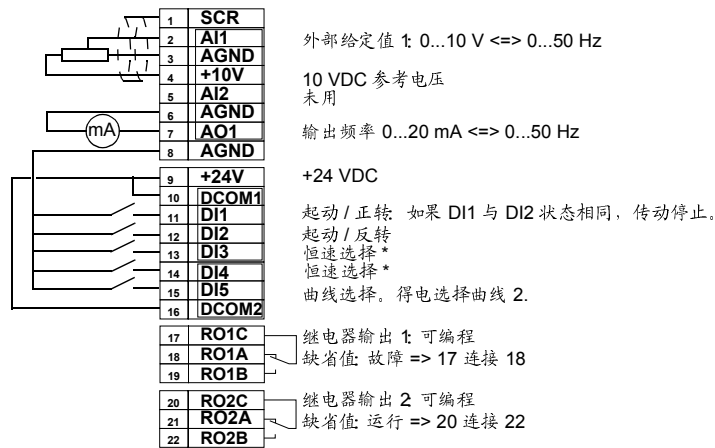 1 SCR
2 AI1 外部给定值 1: 0...10 V <=> 0...50 Hz
3 AGND
4 +10V 10 VDC 参考电压
5 AI2 未用
6 AGND
mA 7 AO1 输出频率 0...20 mA <=> 0...50 Hz
8 AGND
9 +24V +24 VDC
10 DCOM1
11 DI1 起动 / 正转: 如果 DI1 与 DI2 状态相同，传动停止。
12 DI2 起动 / 反转
13 DI3 恒速选择 *
14 DI4 恒速选择 *
15 DI5 曲线选择。得电选择曲线 2.
16 DCOM2
17 RO1C 继电器输出 1: 可编程
18 RO1A 缺省值: 故障 => 17 连接 18
19 RO1B
20 RO2C 继电器输出 2: 可编程
21 RO2A 缺省值: 运行 => 20 连接 22
22 RO2B